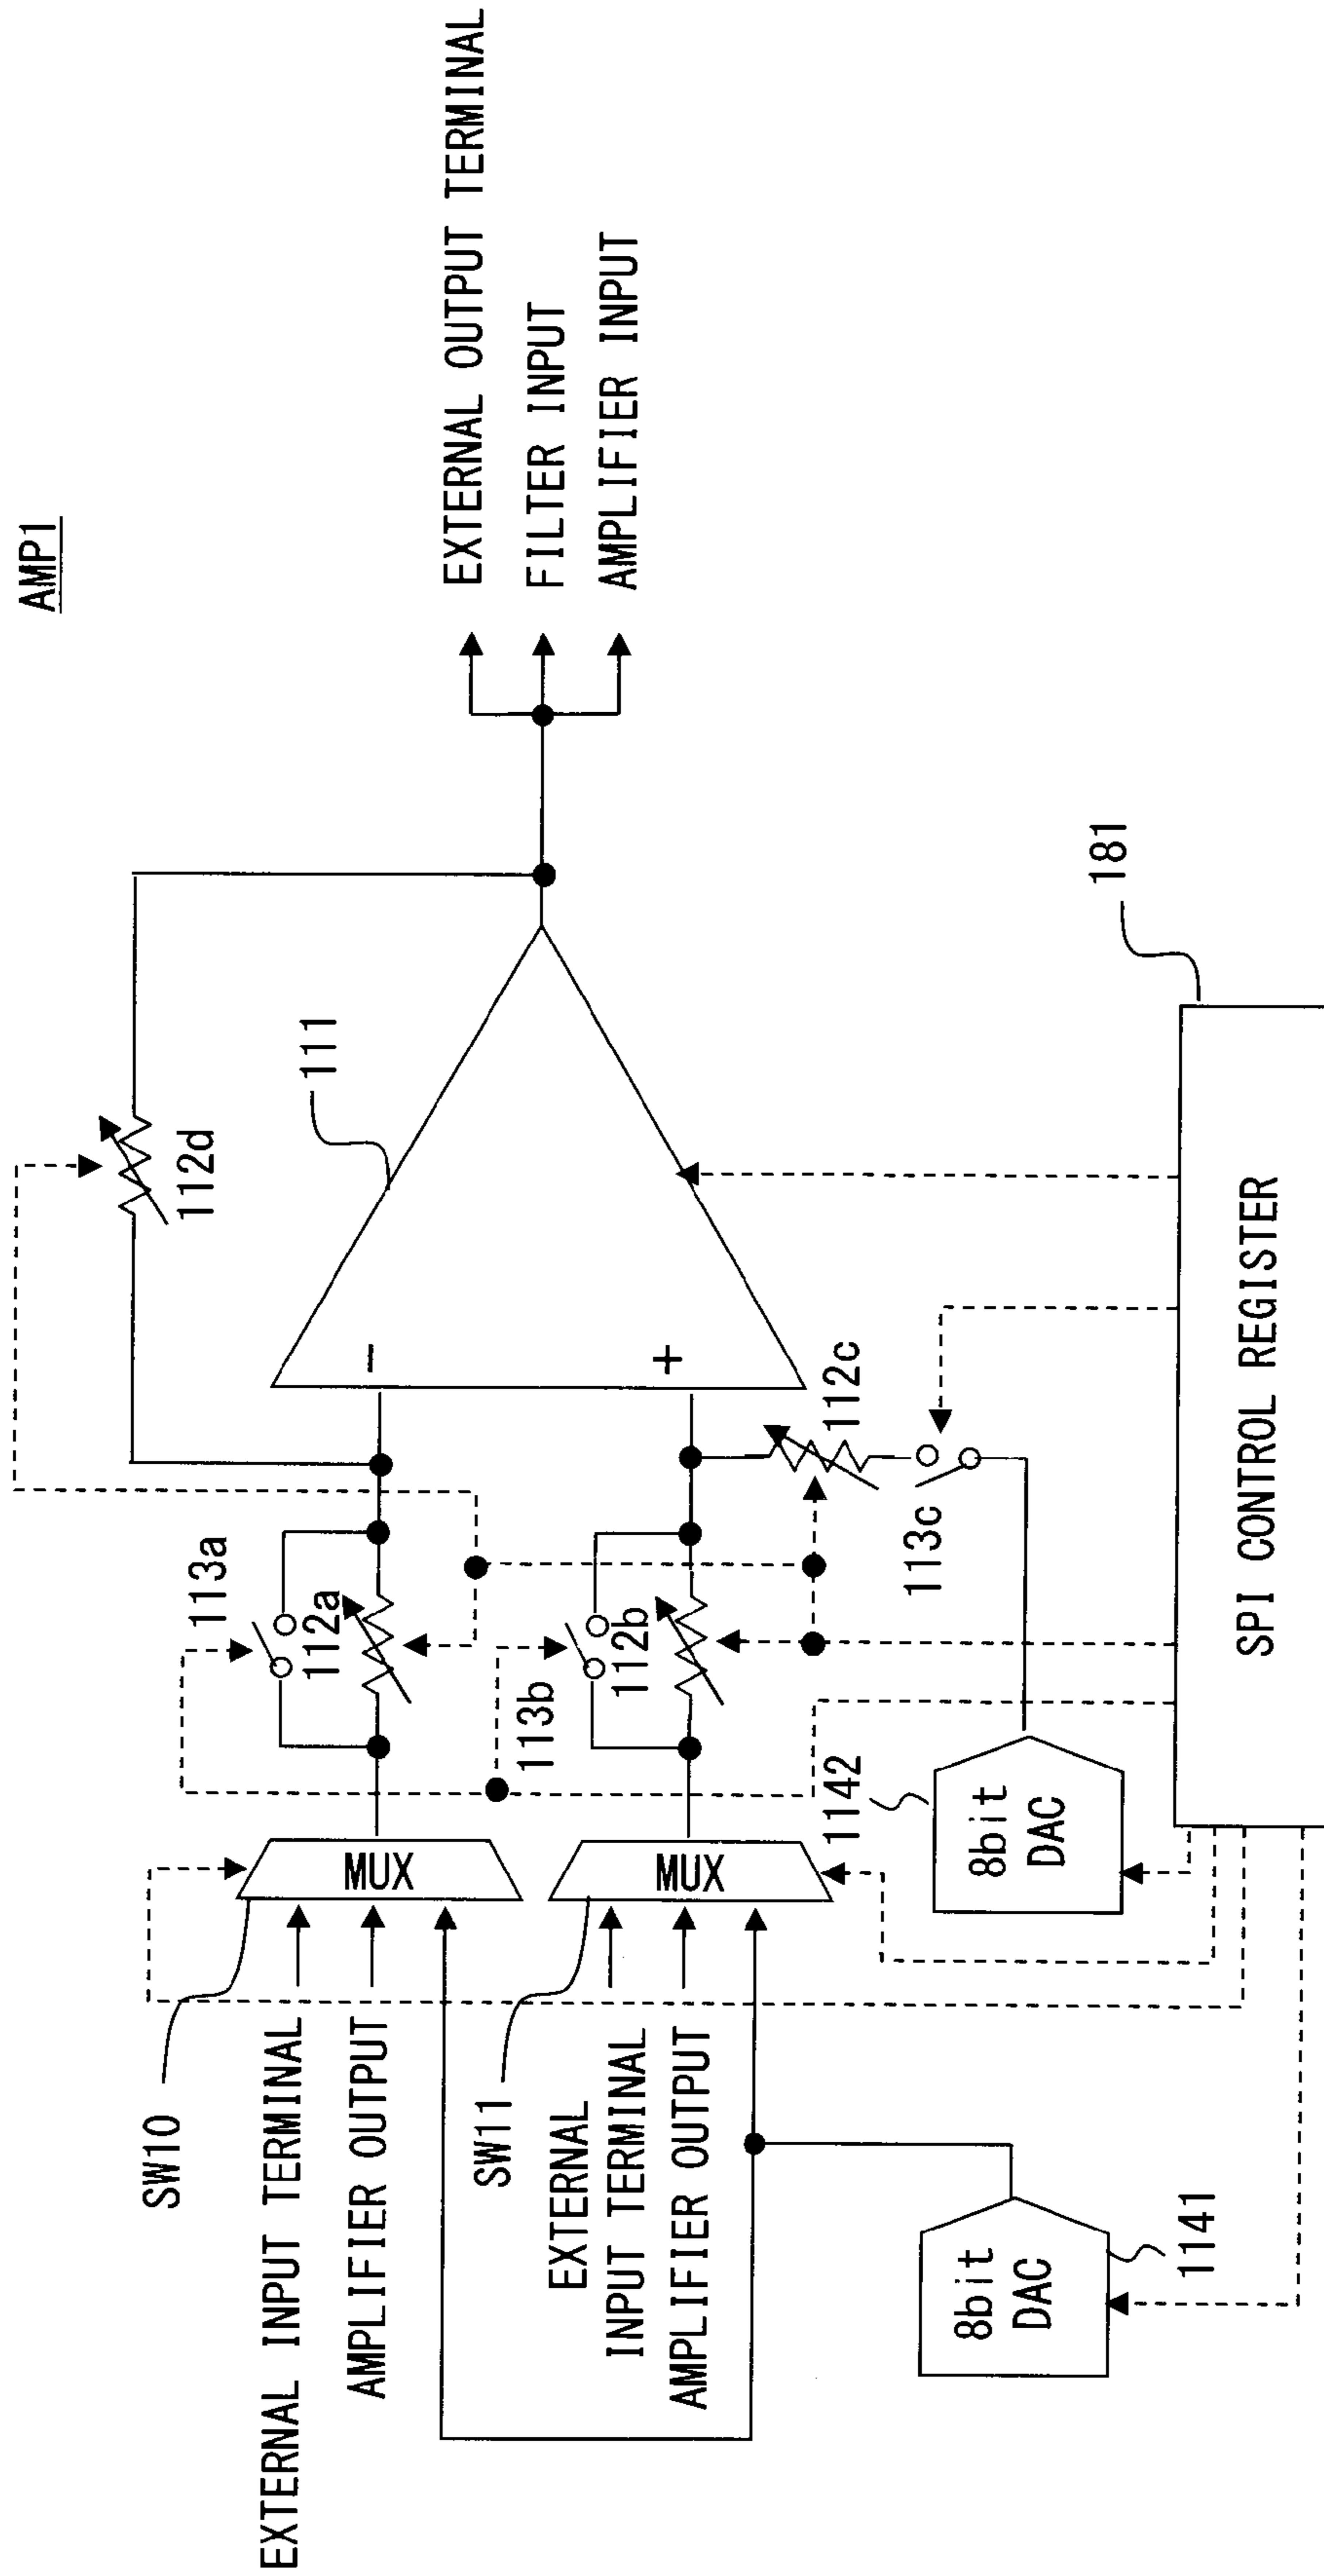 AMP1
SW10
EXTERNAL INPUT TERMINAL
AMPLIFIER OUTPUT
MUX
113a
112a
112d
111
-
+
EXTERNAL OUTPUT TERMINAL
FILTER INPUT
AMPLIFIER INPUT
SW11
EXTERNAL
INPUT TERMINAL
AMPLIFIER OUTPUT
MUX
113b
112b
112c
113c
1142
8bit
DAC
8bit
DAC
1141
181
SPI CONTROL REGISTER